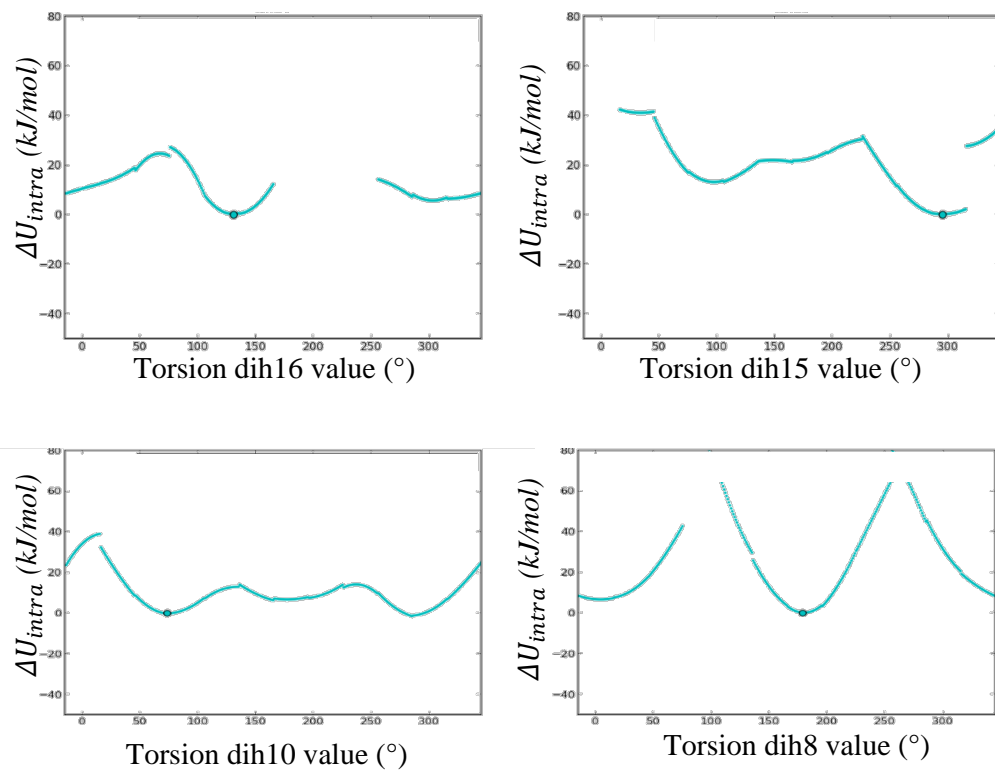 80
60
40
20
0
−20
−40
ΔU_intra (kJ/mol)
0 50 100 150 200 250 300
Torsion dih16 value (°)
80
60
40
20
0
−20
−40
ΔU_intra (kJ/mol)
0 50 100 150 200 250 300
Torsion dih15 value (°)
80
60
40
20
0
−20
−40
ΔU_intra (kJ/mol)
0 50 100 150 200 250 300
Torsion dih10 value (°)
80
60
40
20
0
−20
−40
ΔU_intra (kJ/mol)
0 50 100 150 200 250 300
Torsion dih8 value (°)